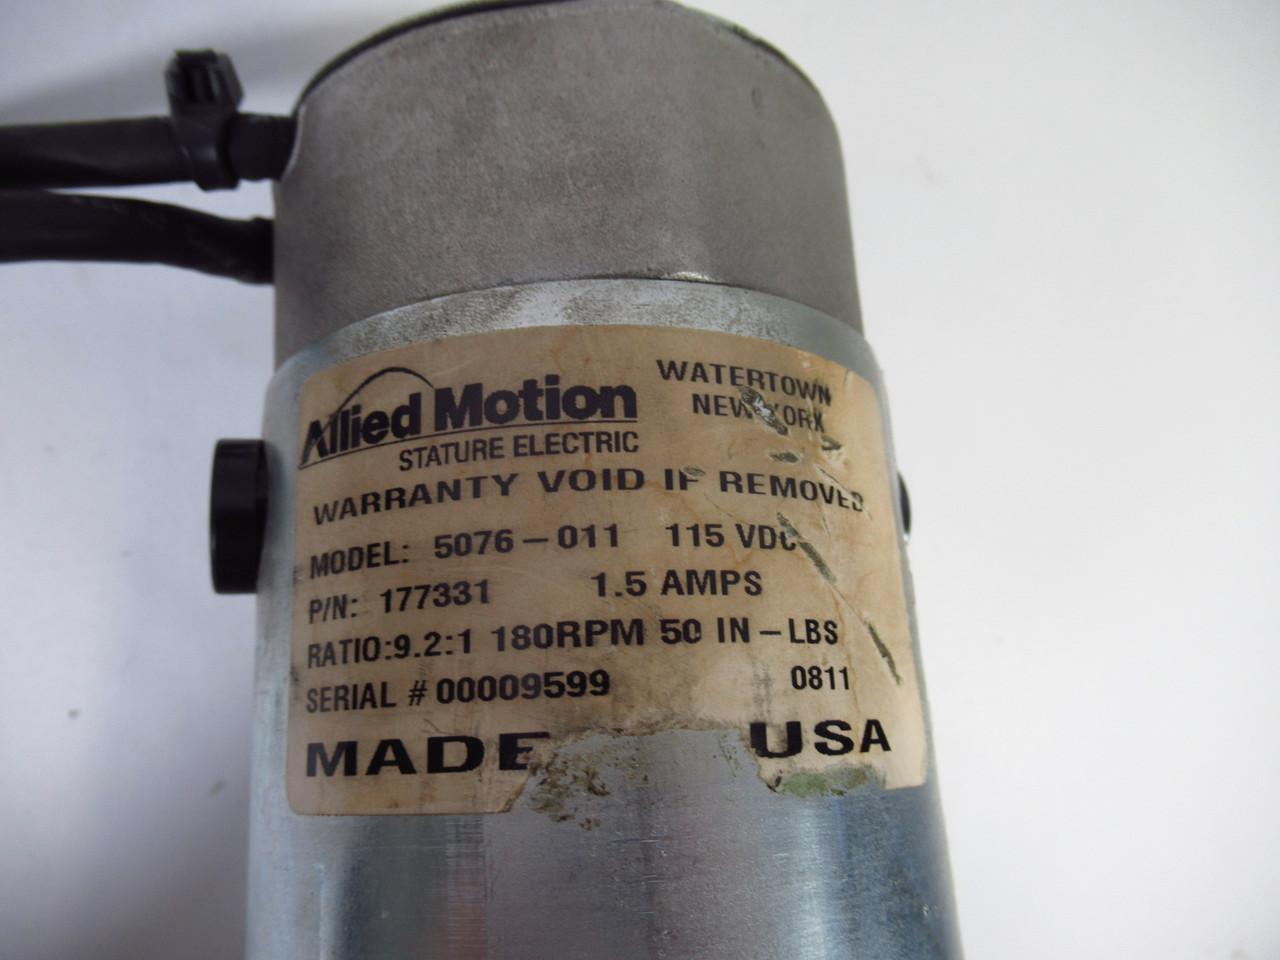 Allied Motion
STATURE ELECTRIC
WATERTOWN
NEW YORK
WARRANTY VOID IF REMOVED
MODEL: 5076-011 115 VDC
P/N: 177331 1.5 AMPS
RATIO:9.2:1 180RPM 50 IN-LBS
SERIAL # 00009599 0811
MADE USA